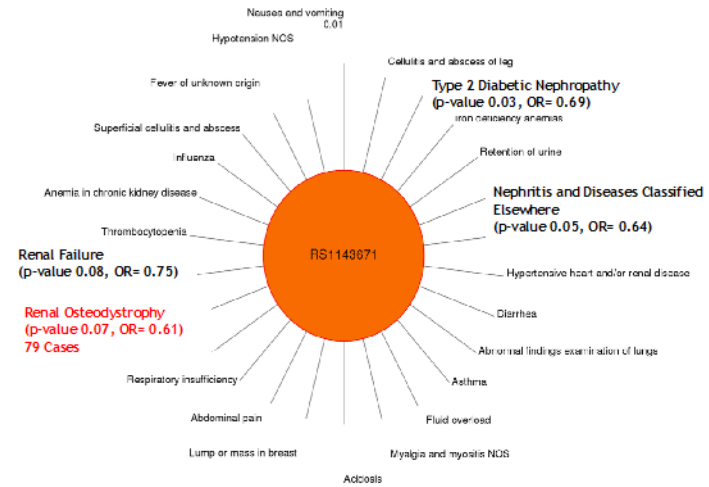 Nausea and vomiting
0.01
Hypotension NOS
Cellulitis and abscess of leg
Fever of unknown origin
Type 2 Diabetic Nephropathy
(p-value 0.03, OR= 0.69)
Iron deficiency anemias
Superficial cellulitis and abscess
Retention of urine
Influenza
Anemia in chronic kidney disease
Nephritis and Diseases Classified
Elsewhere
(p-value 0.05, OR= 0.64)
Thrombocytopenia
Renal Failure
(p-value 0.08, OR= 0.75)
RS1143671
Hypertensive heart and/or renal disease
Renal Osteodystrophy
(p-value 0.07, OR= 0.61)
79 Cases
Diarrhea
Abnormal findings examination of lungs
Respiratory insufficiency
Asthma
Abdominal pain
Fluid overload
Lump or mass in breast
Myalgia and myositis NOS
Acidosis